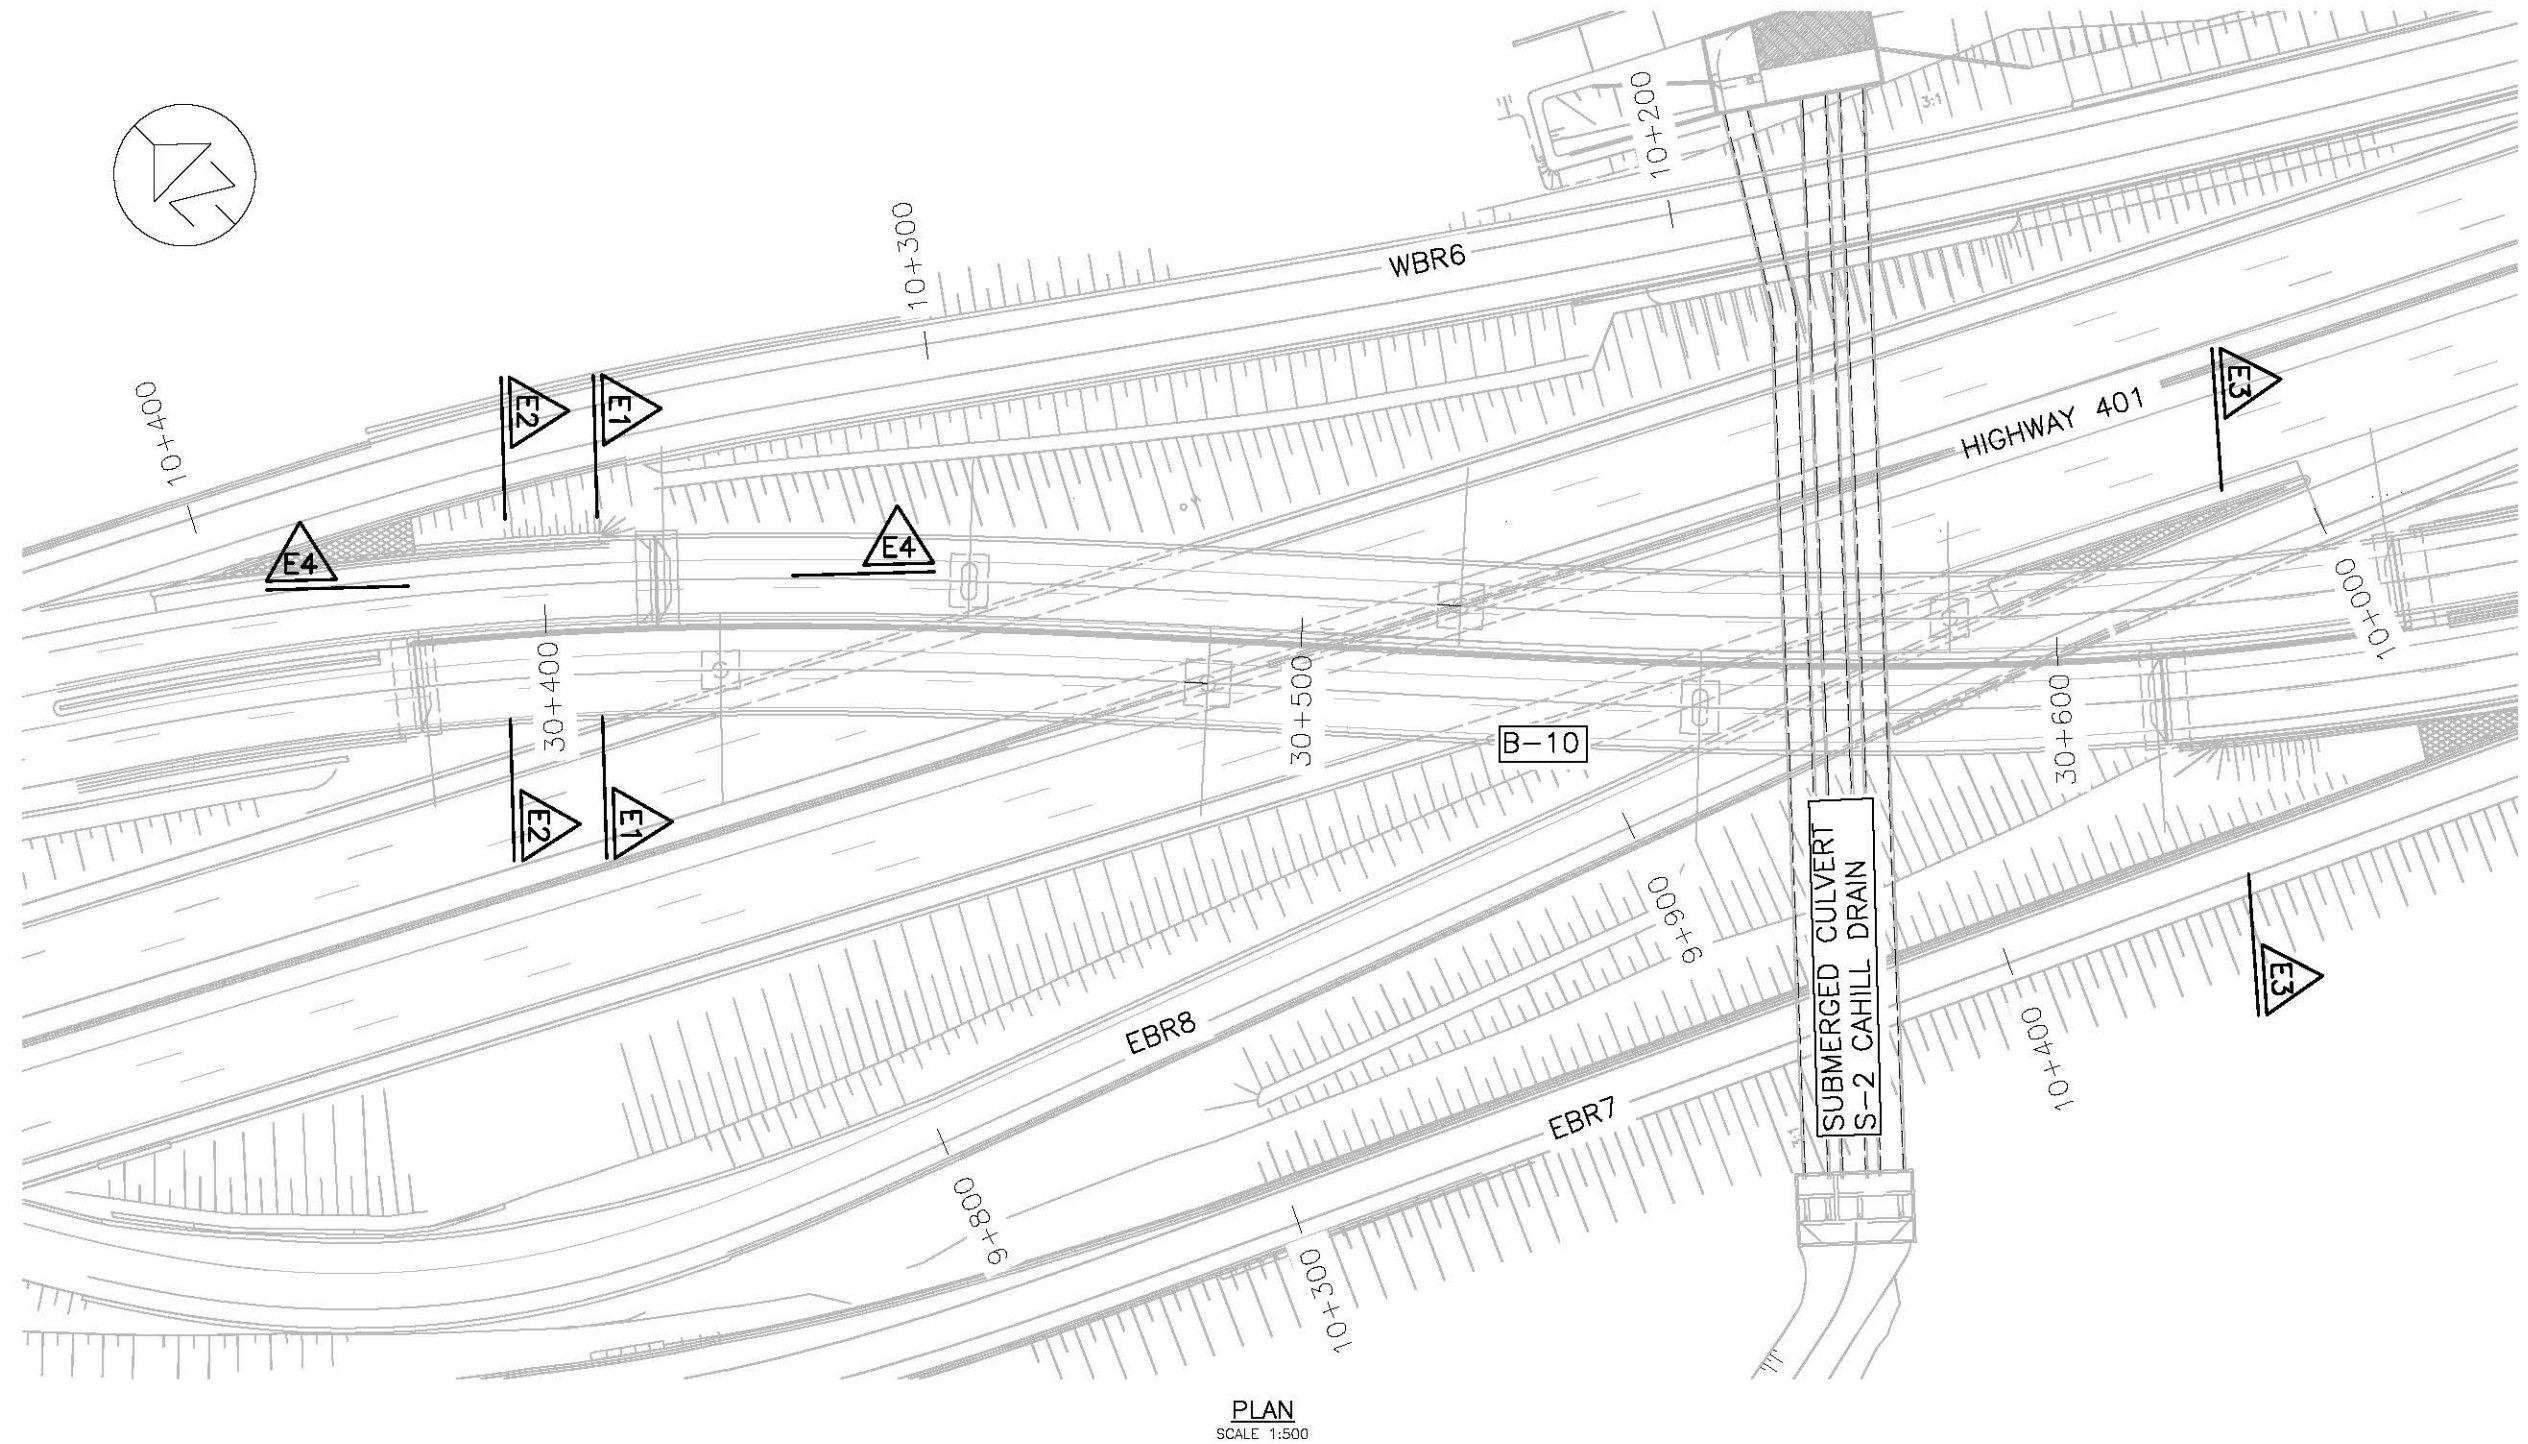 10+200
3:1
10+300
WBR6
10+400
E2
E1
E3
HIGHWAY 401
E4
E4
10+000
30+400
30+500
30+600
B-10
E2
E1
SUBMERGED CULVERT
S-2 CAHILL DRAIN
9+900
E3
EBR8
10+400
EBR7
9+800
10+300
PLAN
SCALE 1:500